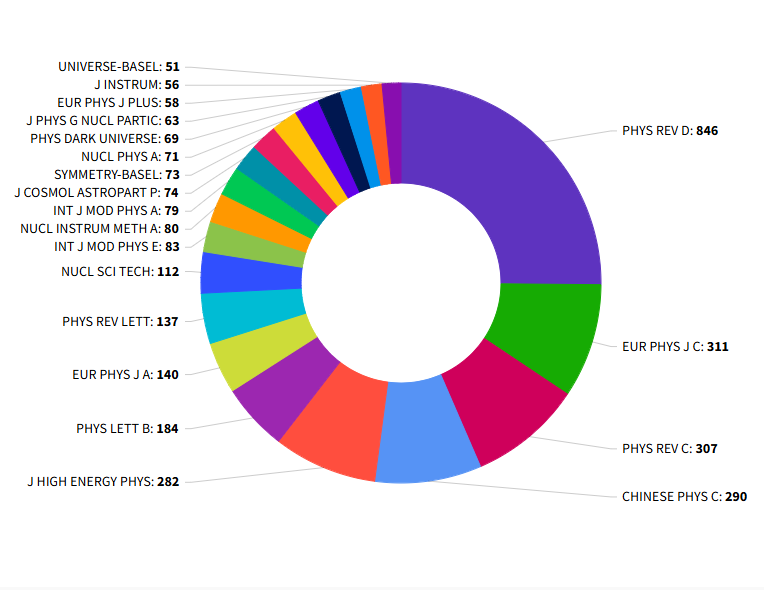 UNIVERSE-BASEL: 51
J INSTRUM: 56
EUR PHYS J PLUS: 58
J PHYS G NUCL PARTIC: 63
PHYS DARK UNIVERSE: 69
NUCL PHYS A: 71
SYMMETRY-BASEL: 73
J COSMOL ASTROPART P: 74
INT J MOD PHYS A: 79
NUCL INSTRUM METH A: 80
INT J MOD PHYS E: 83
NUCL SCI TECH: 112
PHYS REV LETT: 137
EUR PHYS J A: 140
PHYS LETT B: 184
J HIGH ENERGY PHYS: 282
PHYS REV D: 846
EUR PHYS J C: 311
PHYS REV C: 307
CHINESE PHYS C: 290